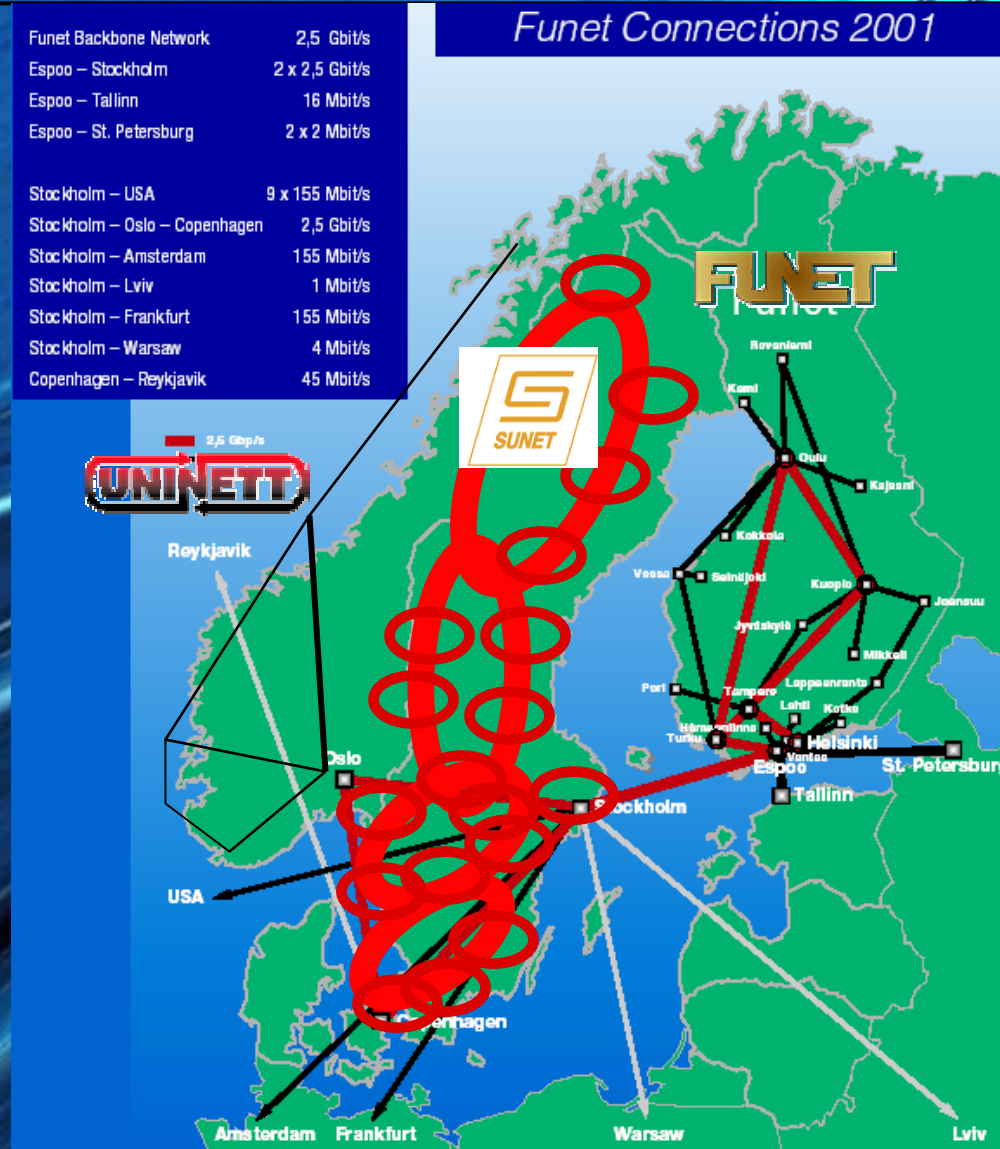 Funet Connections 2001
Funet Backbone Network 2,5 Gbit/s
Espoo – Stockholm 2 x 2,5 Gbit/s
Espoo – Tallinn 16 Mbit/s
Espoo – St. Petersburg 2 x 2 Mbit/s
Stockholm – USA 9 x 155 Mbit/s
Stockholm – Oslo – Copenhagen 2,5 Gbit/s
Stockholm – Amsterdam 155 Mbit/s
Stockholm – Lviv 1 Mbit/s
Stockholm – Frankfurt 155 Mbit/s
Stockholm – Warsaw 4 Mbit/s
Copenhagen – Reykjavik 45 Mbit/s
FUNET
Funet
Rovaniemi
Kemi
SUNET
2,5 Gbp/s
UNINETT
Oulu
Kajaani
Kokkola
Reykjavik
Vaasa
Seinäjoki
Kuopio
Joensuu
Jyväskylä
Mikkeli
Lappeenranta
Pori
Tampere
Lahti
Kotka
Hämeenlinna
Turku
Helsinki
Vantaa
Espoo
St. Petersburg
Oslo
Tallinn
Stockholm
USA
Copenhagen
Amsterdam
Frankfurt
Warsaw
Lviv